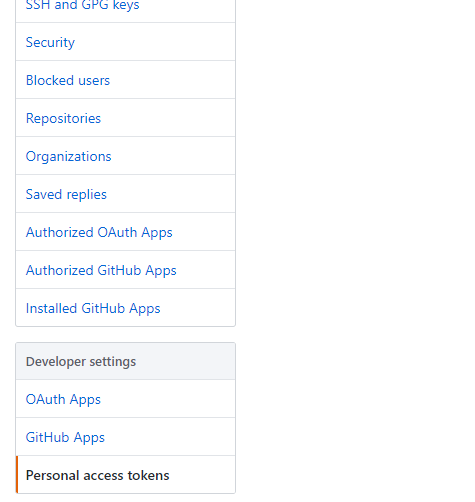 SSH and GPG keys
Security
Blocked users
Repositories
Organizations
Saved replies
Authorized OAuth Apps
Authorized GitHub Apps
Installed GitHub Apps
Developer settings
OAuth Apps
GitHub Apps
Personal access tokens